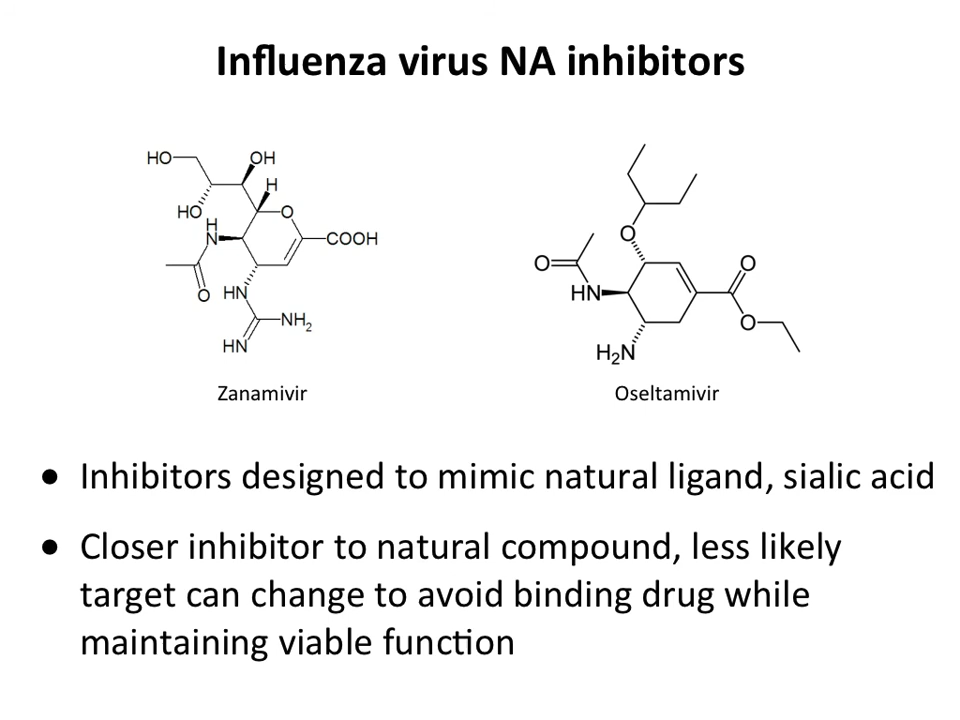 Influenza virus NA inhibitors
HO
OH
H
HO
O
H
N
COOH
O
HN
NH2
HN
Zanamivir
O
O
O
HN
O
H2N
Oseltamivir
• Inhibitors designed to mimic natural ligand, sialic acid
• Closer inhibitor to natural compound, less likely
target can change to avoid binding drug while
maintaining viable function